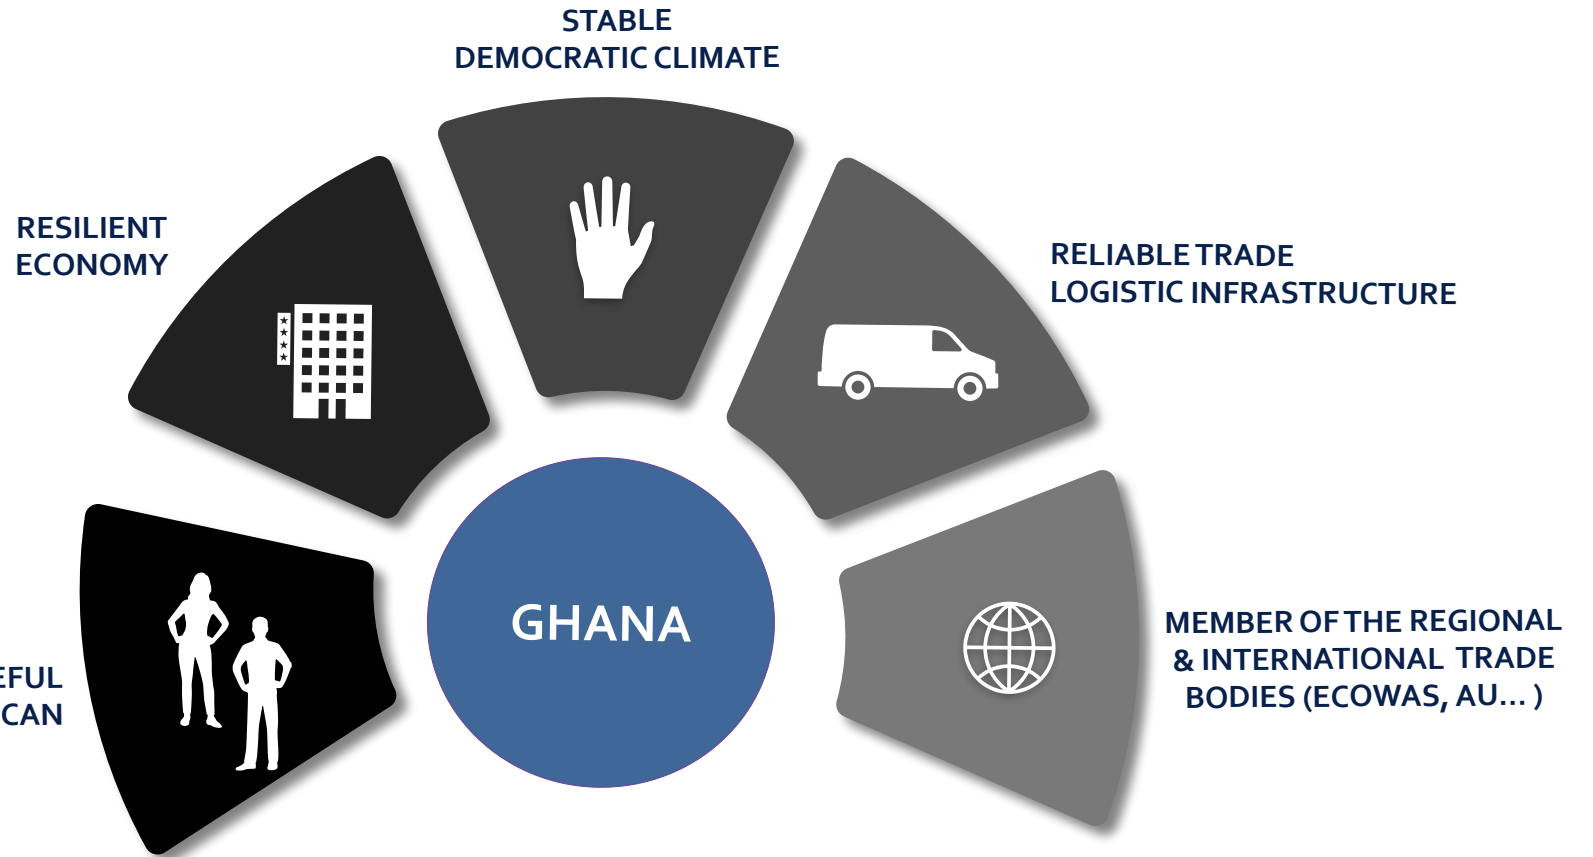 STABLE
DEMOCRATIC CLIMATE
RESILIENT
ECONOMY
RELIABLE TRADE
LOGISTIC INFRASTRUCTURE
GHANA
MEMBER OF THE REGIONAL
& INTERNATIONAL TRADE
BODIES (ECOWAS, AU... )